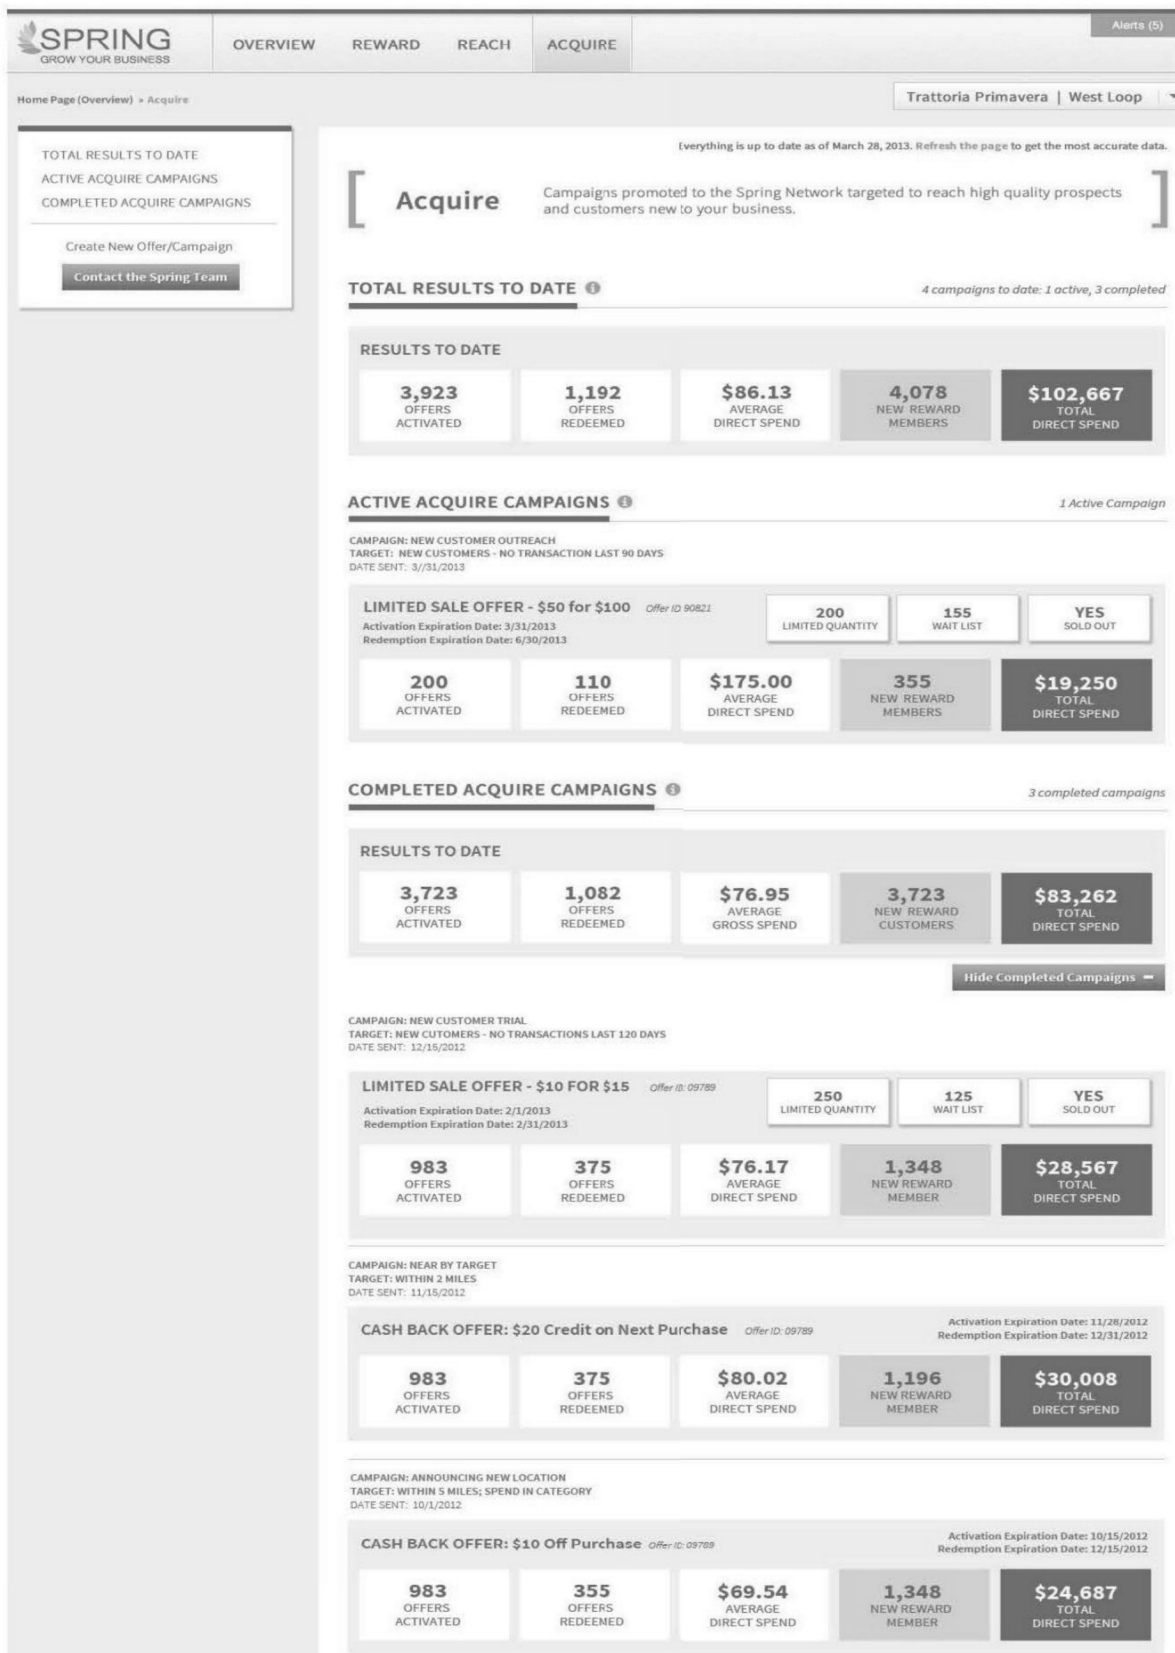 Alerts (5)
SPRING
GROW YOUR BUSINESS
OVERVIEW REWARD REACH ACQUIRE
Home Page (Overview) » Acquire
Trattoria Primavera | West Loop
TOTAL RESULTS TO DATE
ACTIVE ACQUIRE CAMPAIGNS
COMPLETED ACQUIRE CAMPAIGNS
Create New Offer/Campaign
Contact the Spring Team
Everything is up to date as of March 28, 2013. Refresh the page to get the most accurate data.
Acquire
Campaigns promoted to the Spring Network targeted to reach high quality prospects
and customers new to your business.
TOTAL RESULTS TO DATE
4 campaigns to date: 1 active, 3 completed
RESULTS TO DATE
3,923 1,192 $86.13 4,078 $102,667
OFFERS OFFERS AVERAGE NEW REWARD TOTAL
ACTIVATED REDEEMED DIRECT SPEND MEMBERS DIRECT SPEND
ACTIVE ACQUIRE CAMPAIGNS
1 Active Campaign
CAMPAIGN: NEW CUSTOMER OUTREACH
TARGET: NEW CUSTOMERS - NO TRANSACTION LAST 90 DAYS
DATE SENT: 3//31/2013
LIMITED SALE OFFER - $50 for $100 Offer ID 90821
Activation Expiration Date: 3/31/2013
Redemption Expiration Date: 6/30/2013
200 155 YES
LIMITED QUANTITY WAIT LIST SOLD OUT
200 110 $175.00 355 $19,250
OFFERS OFFERS AVERAGE NEW REWARD TOTAL
ACTIVATED REDEEMED DIRECT SPEND MEMBERS DIRECT SPEND
COMPLETED ACQUIRE CAMPAIGNS
3 completed campaigns
RESULTS TO DATE
3,723 1,082 $76.95 3,723 $83,262
OFFERS OFFERS AVERAGE NEW REWARD TOTAL
ACTIVATED REDEEMED GROSS SPEND CUSTOMERS DIRECT SPEND
Hide Completed Campaigns −
CAMPAIGN: NEW CUSTOMER TRIAL
TARGET: NEW CUTOMERS - NO TRANSACTIONS LAST 120 DAYS
DATE SENT: 12/15/2012
LIMITED SALE OFFER - $10 FOR $15 Offer ID: 09789
Activation Expiration Date: 2/1/2013
Redemption Expiration Date: 2/31/2013
250 125 YES
LIMITED QUANTITY WAIT LIST SOLD OUT
983 375 $76.17 1,348 $28,567
OFFERS OFFERS AVERAGE NEW REWARD TOTAL
ACTIVATED REDEEMED DIRECT SPEND MEMBER DIRECT SPEND
CAMPAIGN: NEAR BY TARGET
TARGET: WITHIN 2 MILES
DATE SENT: 11/15/2012
CASH BACK OFFER: $20 Credit on Next Purchase Offer ID: 09789
Activation Expiration Date: 11/28/2012
Redemption Expiration Date: 12/31/2012
983 375 $80.02 1,196 $30,008
OFFERS OFFERS AVERAGE NEW REWARD TOTAL
ACTIVATED REDEEMED DIRECT SPEND MEMBER DIRECT SPEND
CAMPAIGN: ANNOUNCING NEW LOCATION
TARGET: WITHIN 5 MILES; SPEND IN CATEGORY
DATE SENT: 10/1/2012
CASH BACK OFFER: $10 Off Purchase Offer ID: 09789
Activation Expiration Date: 10/15/2012
Redemption Expiration Date: 12/15/2012
983 355 $69.54 1,348 $24,687
OFFERS OFFERS AVERAGE NEW REWARD TOTAL
ACTIVATED REDEEMED DIRECT SPEND MEMBER DIRECT SPEND